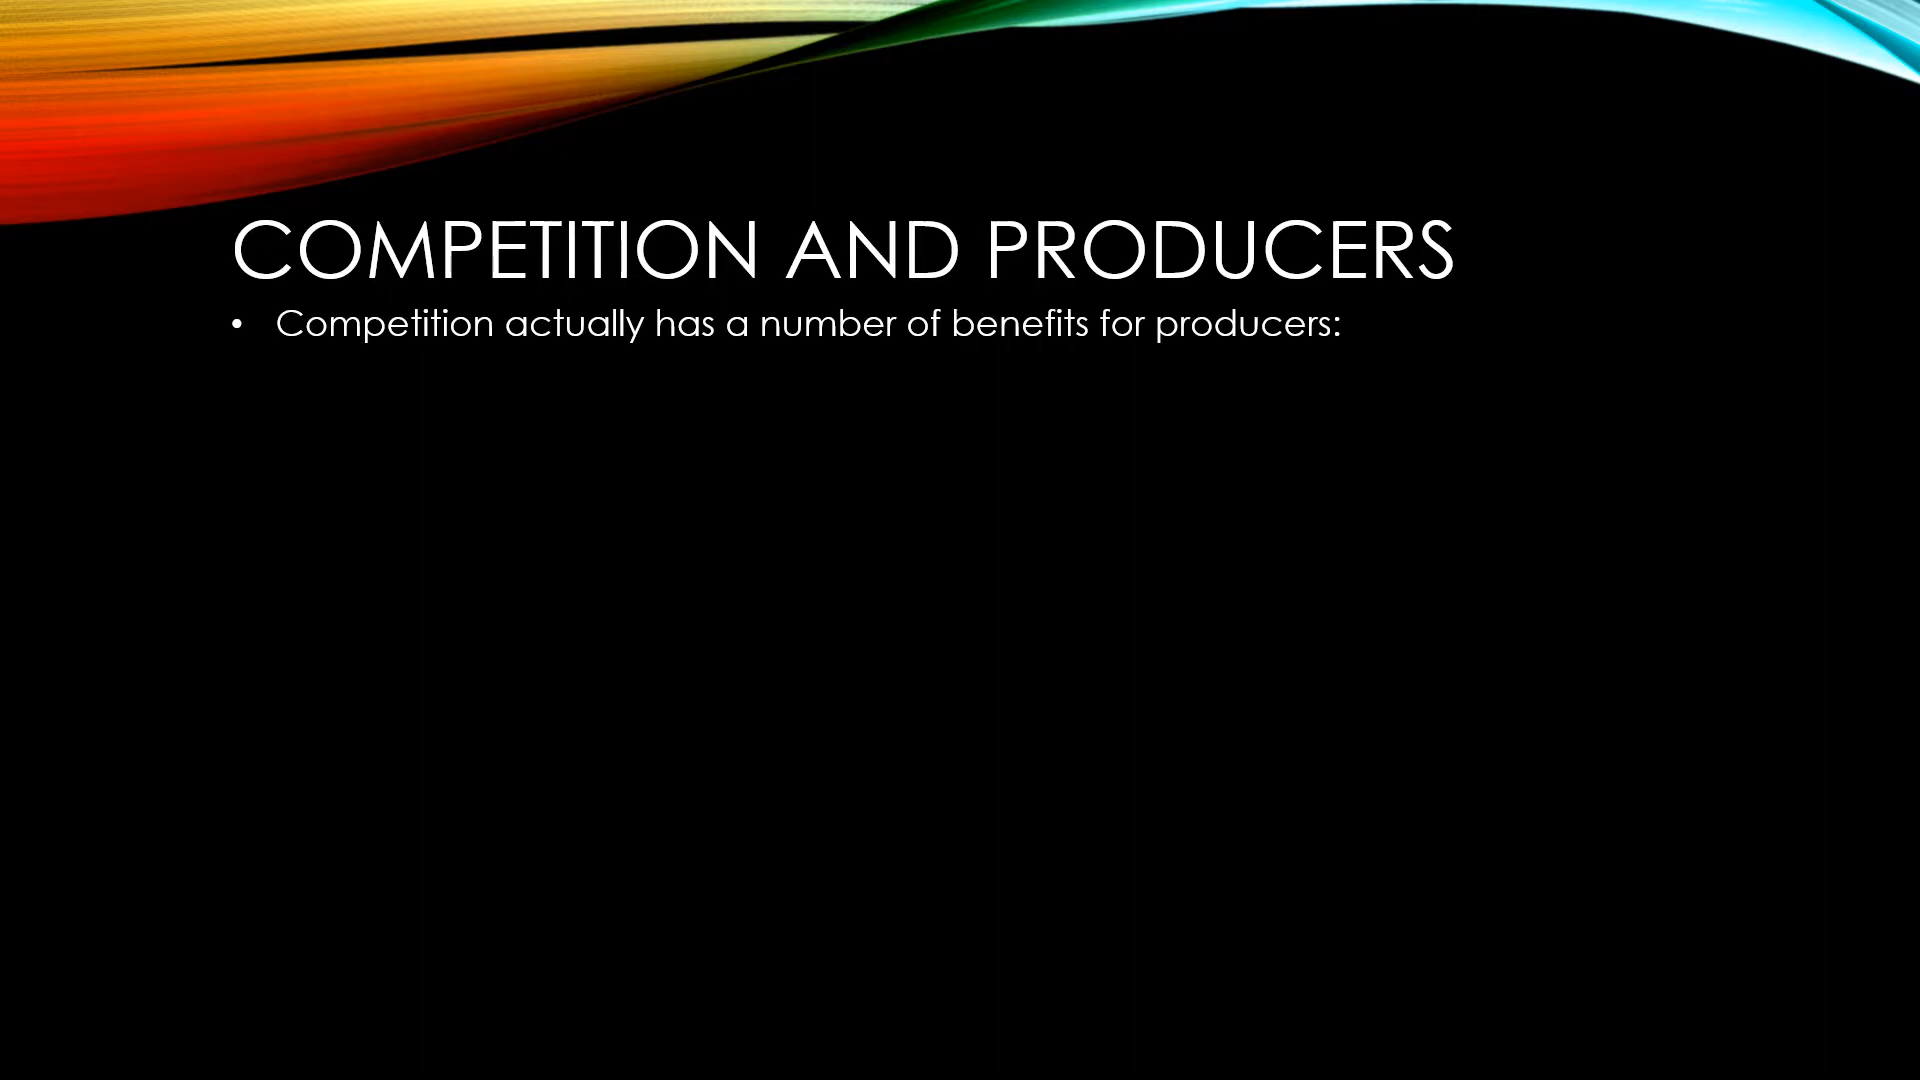 COMPETITION AND PRODUCERS
• Competition actually has a number of benefits for producers: